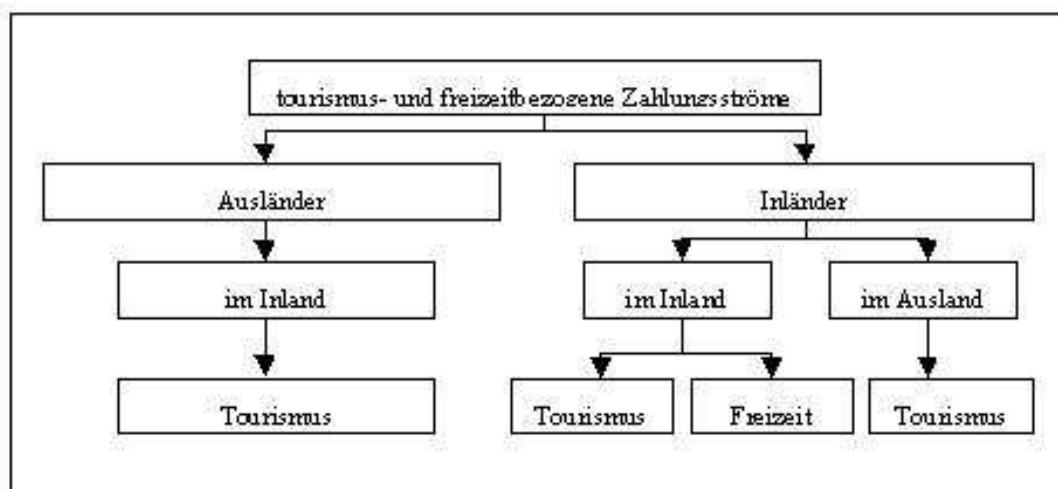 tourismus- und freizeitbezogene Zahlungsströme
Ausländer
Inländer
im Inland
im Inland
im Ausland
Tourismus
Tourismus
Freizeit
Tourismus